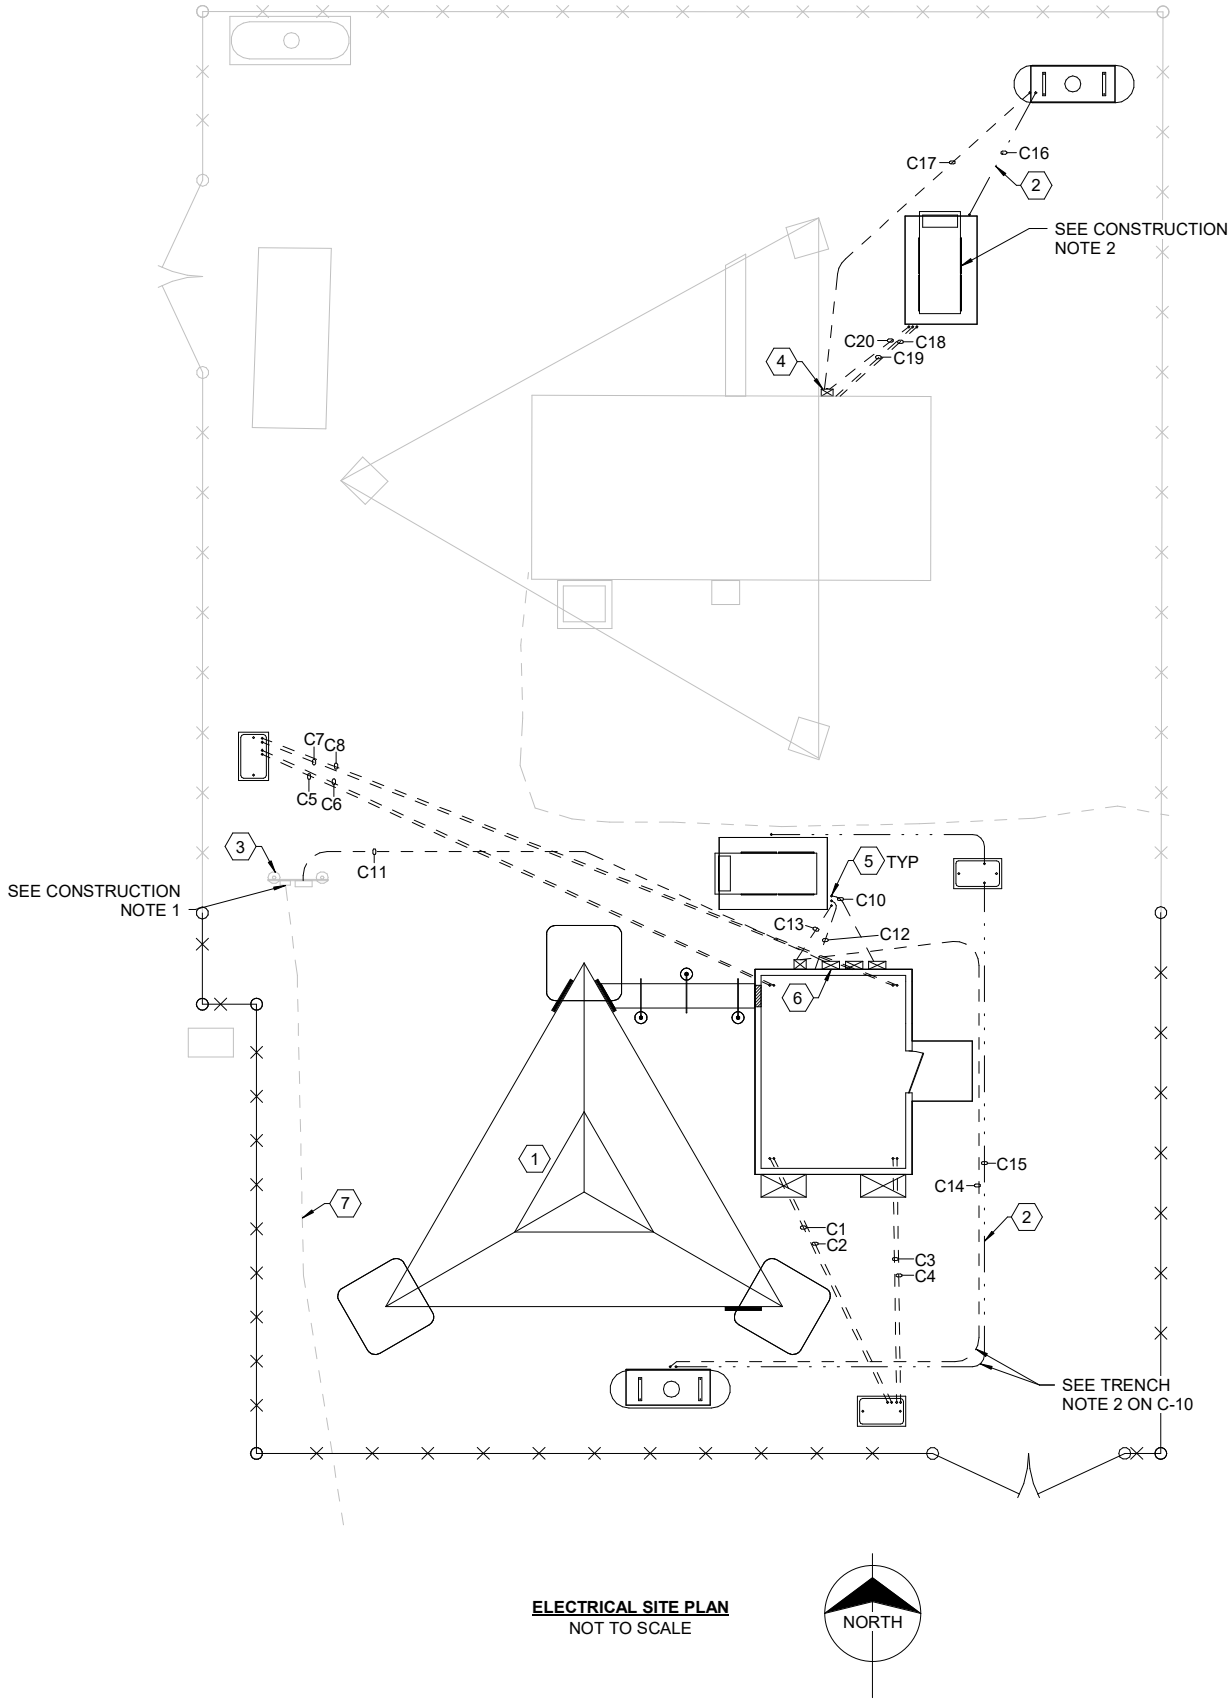 C17
C16
2
SEE CONSTRUCTION
NOTE 2
C20
C18
C19
4
C7
C8
C5
C6
3
C11
SEE CONSTRUCTION
NOTE 1
5 TYP
C10
C13
C12
6
1
C15
C14
7
2
C1
C2
C3
C4
SEE TRENCH
NOTE 2 ON C-10
ELECTRICAL SITE PLAN
NOT TO SCALE
NORTH